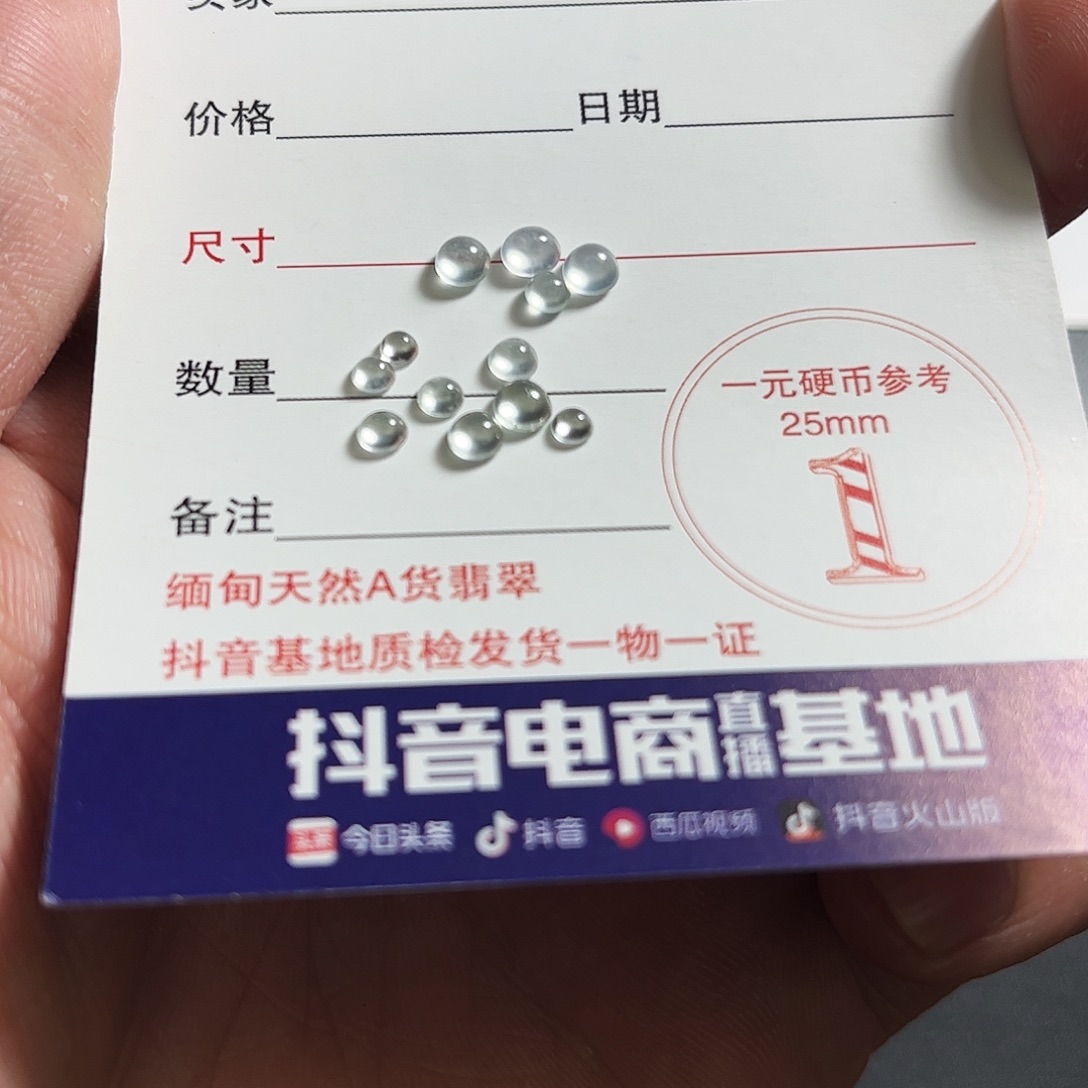 买家
价格 日期
尺寸
数量
一元硬币参考
25mm
1
备注
缅甸天然A货翡翠
抖音基地质检发货一物一证
抖音电商直播基地
今日头条 抖音 西瓜视频 抖音火山版